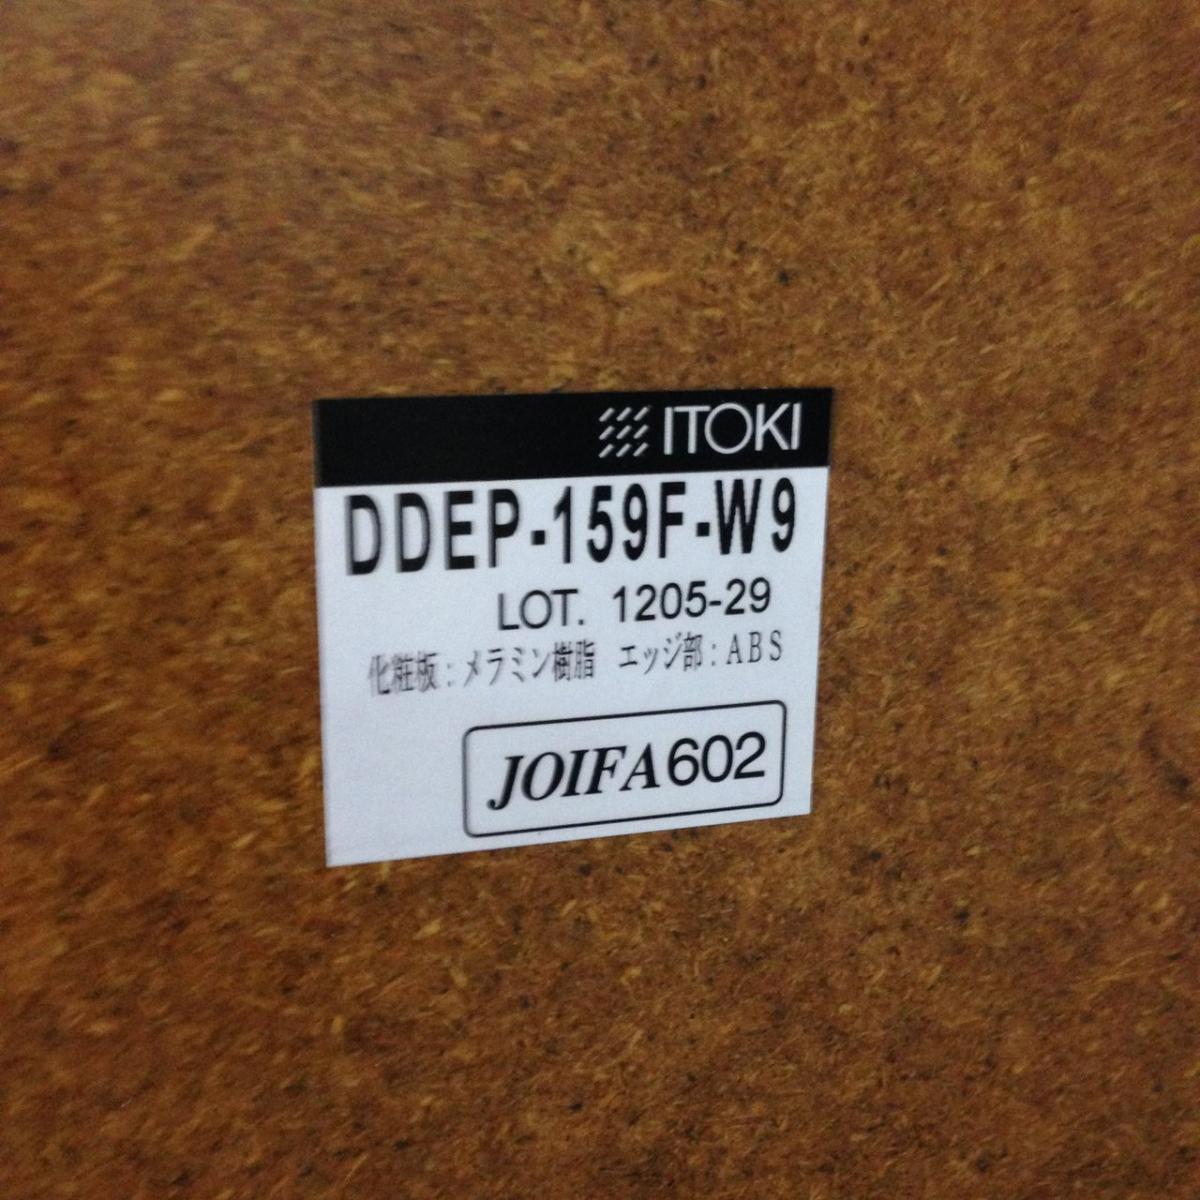 ITOKI
DDEP-159F-W9
LOT. 1205-29
化粧板:メラミン樹脂 エッジ部:ABS
JOIFA602